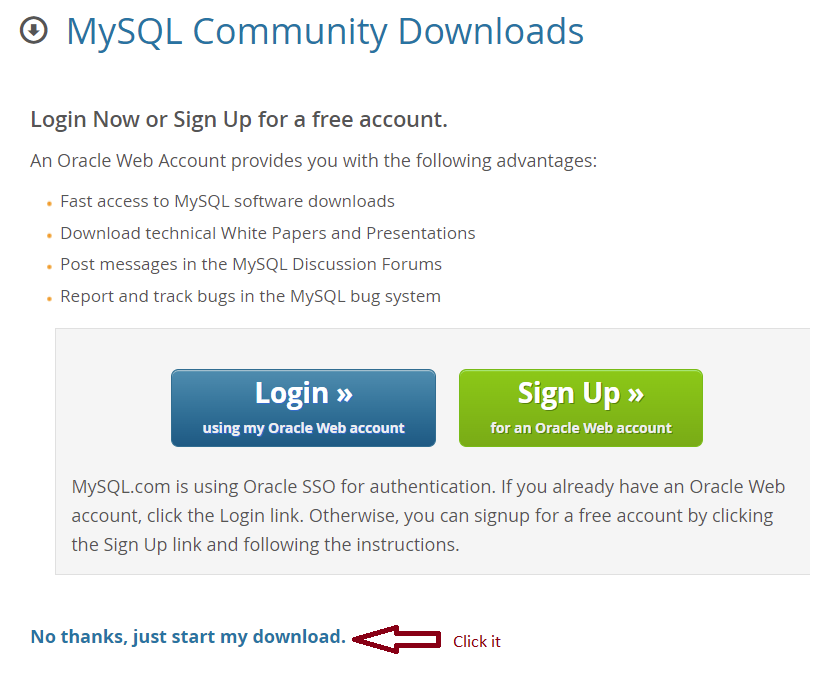 MySQL Community Downloads
Login Now or Sign Up for a free account.
An Oracle Web Account provides you with the following advantages:
Fast access to MySQL software downloads
Download technical White Papers and Presentations
Post messages in the MySQL Discussion Forums
Report and track bugs in the MySQL bug system
Login »
using my Oracle Web account
Sign Up »
for an Oracle Web account
MySQL.com is using Oracle SSO for authentication. If you already have an Oracle Web
account, click the Login link. Otherwise, you can signup for a free account by clicking
the Sign Up link and following the instructions.
No thanks, just start my download.
Click it